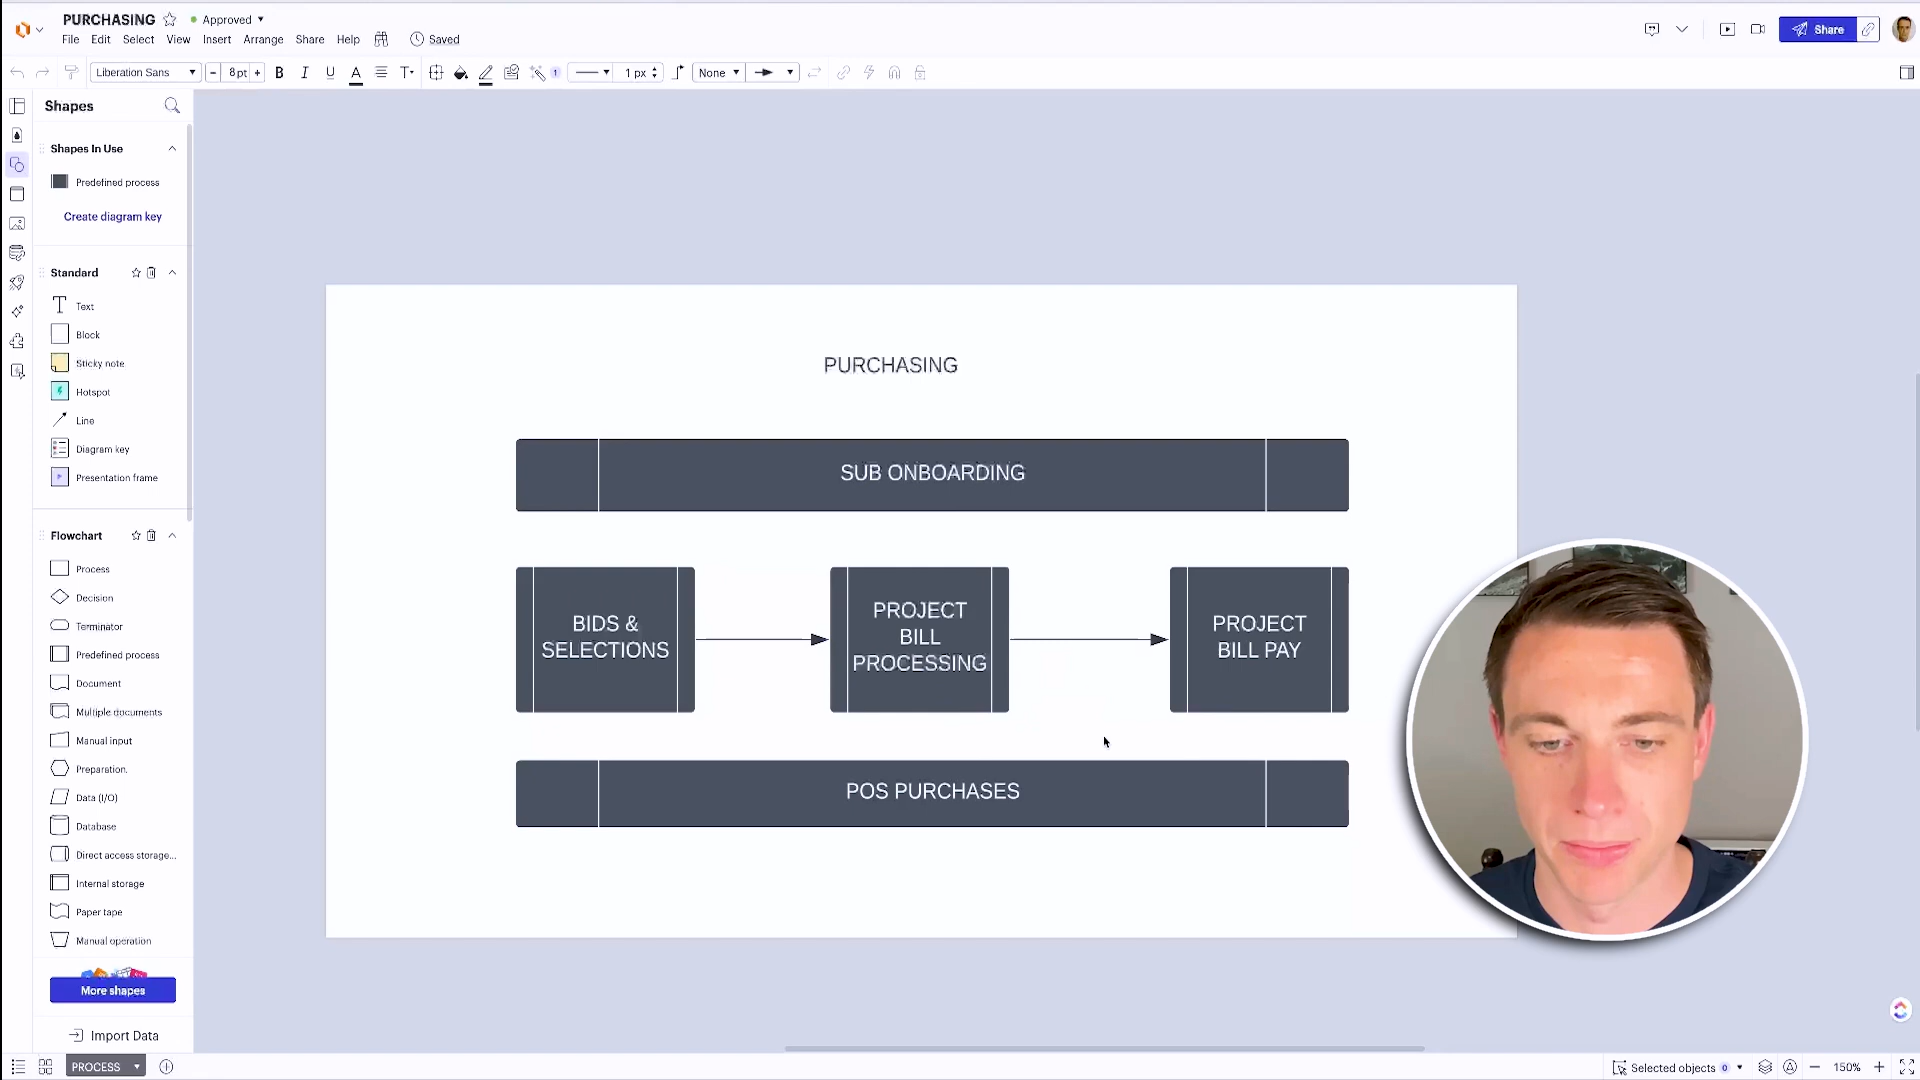 PURCHASING
Approved
File Edit Select View Insert Arrange Share Help Saved
Share
Liberation Sans
8 pt
B I U A T
1
1 px
None
Shapes
Shapes In Use
Predefined process
Create diagram key
Standard
Text
Block
Sticky note
Hotspot
Line
Diagram key
Presentation frame
Flowchart
Process
Decision
Terminator
Predefined process
Document
Multiple documents
Manual input
Preparation
Data (I/O)
Database
Direct access storage...
Internal storage
Paper tape
Manual operation
More shapes
Import Data
PURCHASING
SUB ONBOARDING
BIDS &
SELECTIONS
PROJECT
BILL
PROCESSING
PROJECT
BILL PAY
POS PURCHASES
PROCESS
Selected objects 0
150%